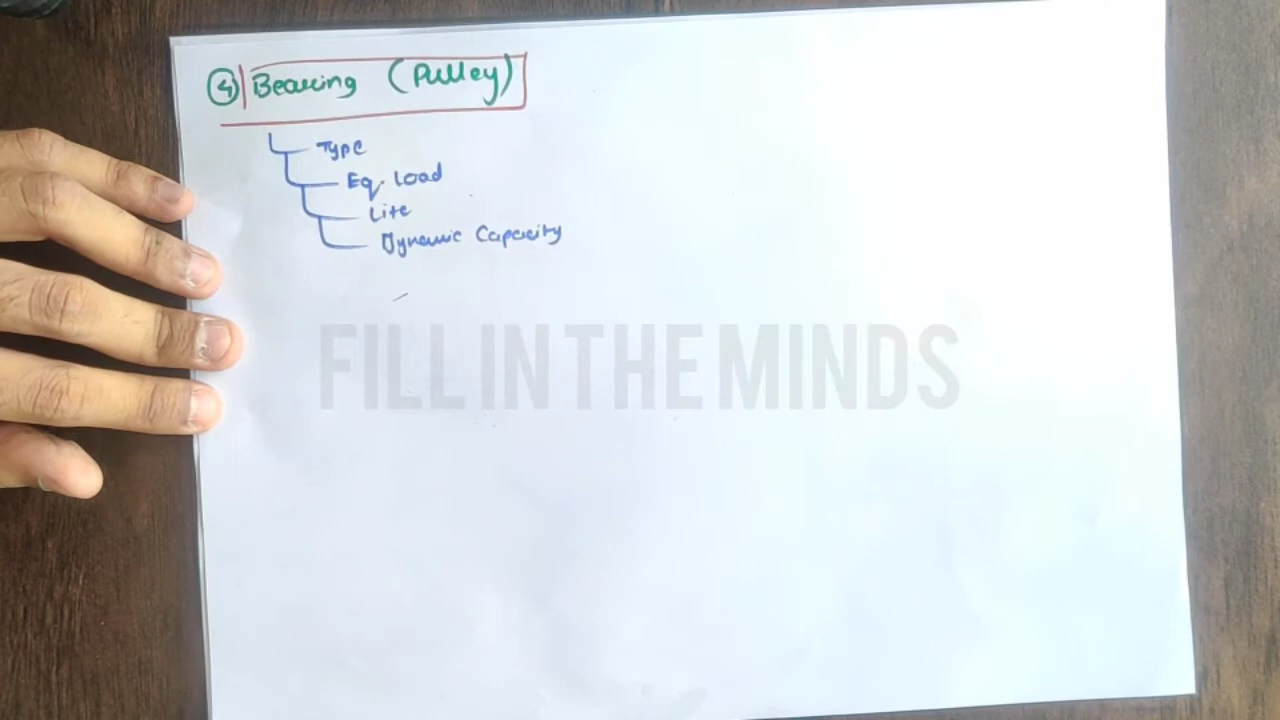 4 Bearing (Pulley)
Type
Eq. Load
Life
Dynamic Capacity
FILL IN THE MINDS